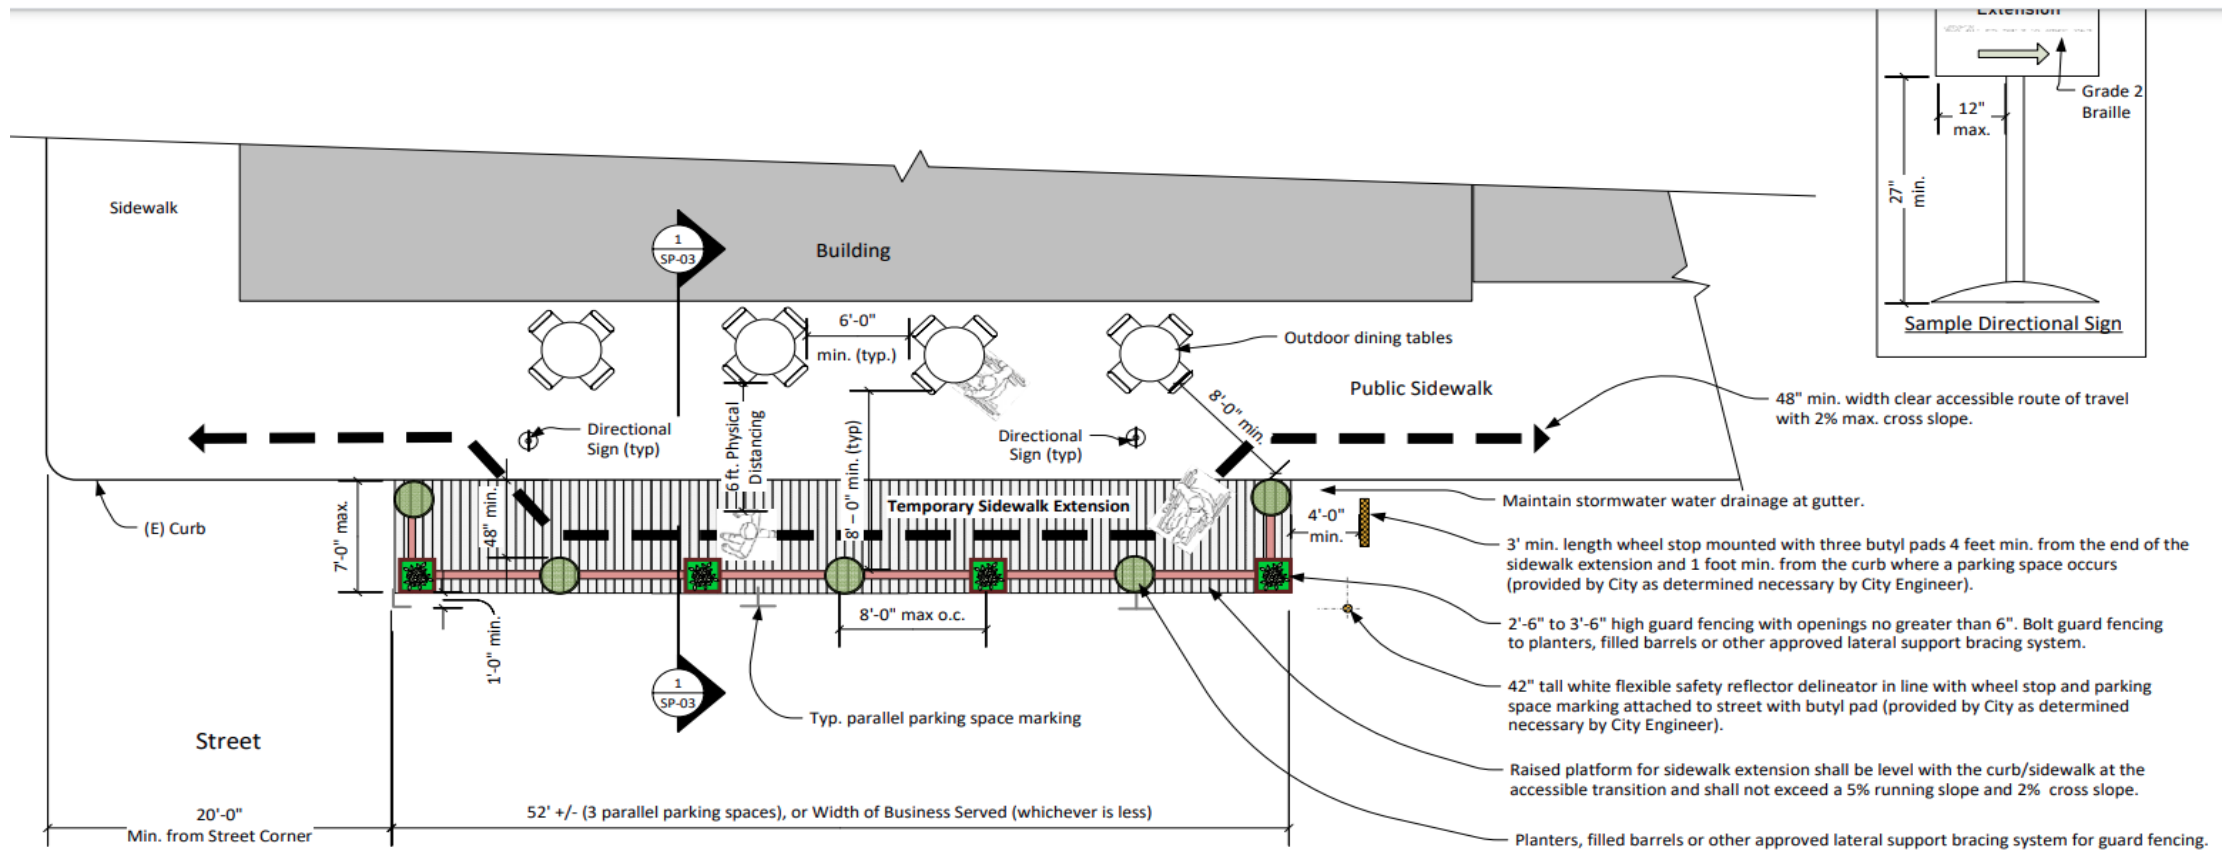 Extension
Grade 2
Braille
12"
max.
27"
min.
Sample Directional Sign
Sidewalk
Building
1
SP-03
6'-0"
min. (typ.)
Outdoor dining tables
Public Sidewalk
8'-0" min.
48" min. width clear accessible route of travel
with 2% max. cross slope.
Directional
Sign (typ)
6 ft. Physical
Distancing
8' – 0" min. (typ)
Directional
Sign (typ)
(E) Curb
7'-0" max.
48" min.
Temporary Sidewalk Extension
4'-0"
min.
Maintain stormwater water drainage at gutter.
3' min. length wheel stop mounted with three butyl pads 4 feet min. from the end of the
sidewalk extension and 1 foot min. from the curb where a parking space occurs
(provided by City as determined necessary by City Engineer).
1'-0" min.
8'-0" max o.c.
2'-6" to 3'-6" high guard fencing with openings no greater than 6". Bolt guard fencing
to planters, filled barrels or other approved lateral support bracing system.
1
SP-03
Typ. parallel parking space marking
42" tall white flexible safety reflector delineator in line with wheel stop and parking
space marking attached to street with butyl pad (provided by City as determined
necessary by City Engineer).
Street
Raised platform for sidewalk extension shall be level with the curb/sidewalk at the
accessible transition and shall not exceed a 5% running slope and 2% cross slope.
20'-0"
Min. from Street Corner
52' +/- (3 parallel parking spaces), or Width of Business Served (whichever is less)
Planters, filled barrels or other approved lateral support bracing system for guard fencing.